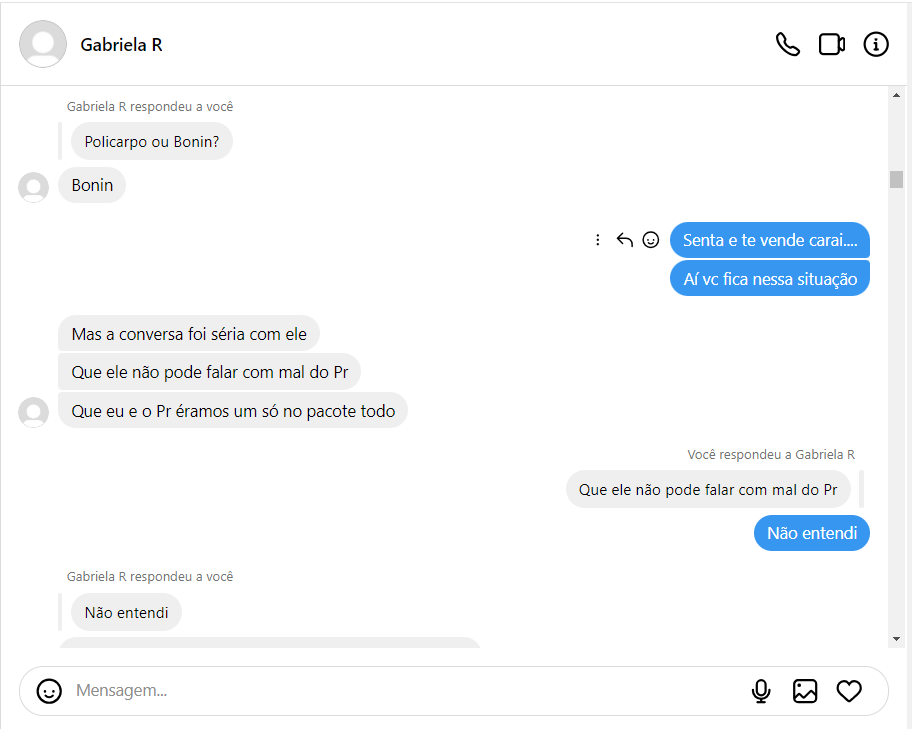 Gabriela R
Gabriela R respondeu a você
Policarpo ou Bonin?
Bonin
Senta e te vende carai....
Aí vc fica nessa situação
Mas a conversa foi séria com ele
Que ele não pode falar com mal do Pr
Que eu e o Pr éramos um só no pacote todo
Você respondeu a Gabriela R
Que ele não pode falar com mal do Pr
Não entendi
Gabriela R respondeu a você
Não entendi
Mensagem...